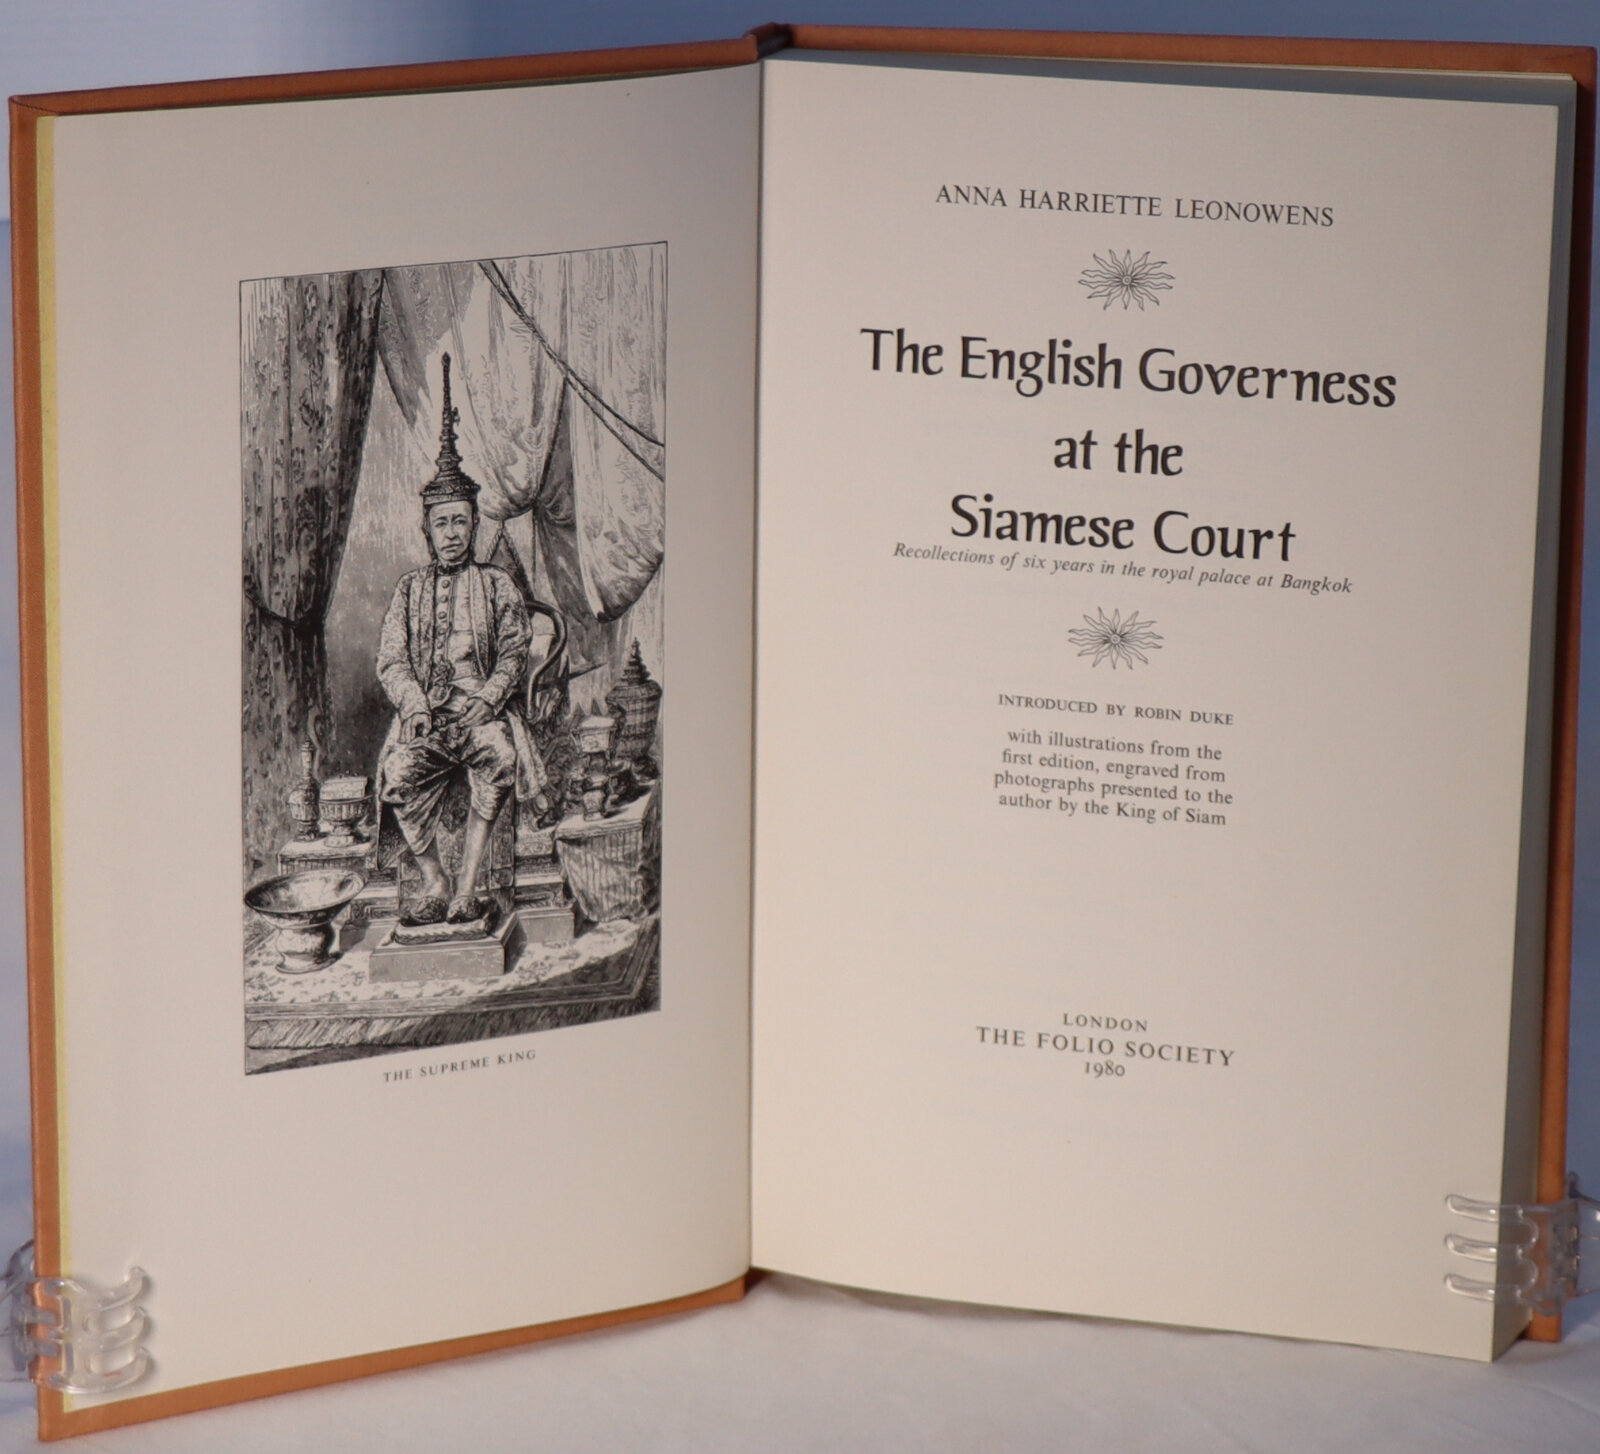 THE SUPREME KING
ANNA HARRIETTE LEONOWENS
The English Governess
at the
Siamese Court
Recollections of six years in the royal palace at Bangkok
INTRODUCED BY ROBIN DUKE
with illustrations from the
first edition, engraved from
photographs presented to the
author by the King of Siam
LONDON
THE FOLIO SOCIETY
1980